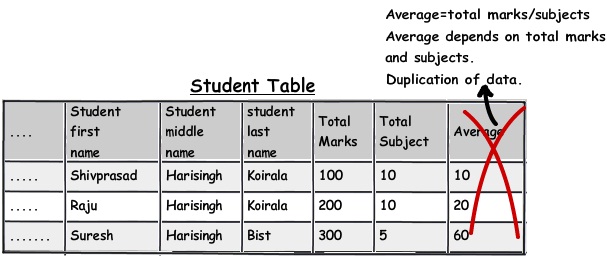 Average=total marks/subjects
Average depends on total marks
and subjects.
Duplication of data.
Student Table
.... Student first name Student middle name student last name Total Marks Total Subject Average
..... Shivprasad Harisingh Koirala 100 10 10
..... Raju Harisingh Koirala 200 10 20
....... Suresh Harisingh Bist 300 5 60